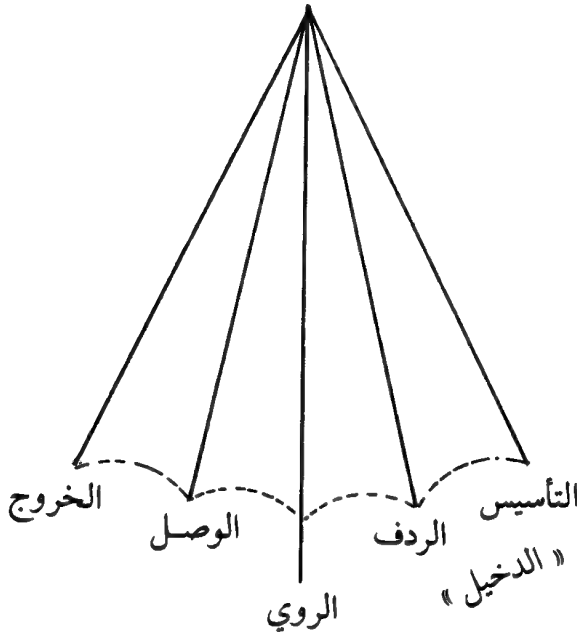 التأسيس
الردف
الروي
الوصل
الخروج
« الدخيل »